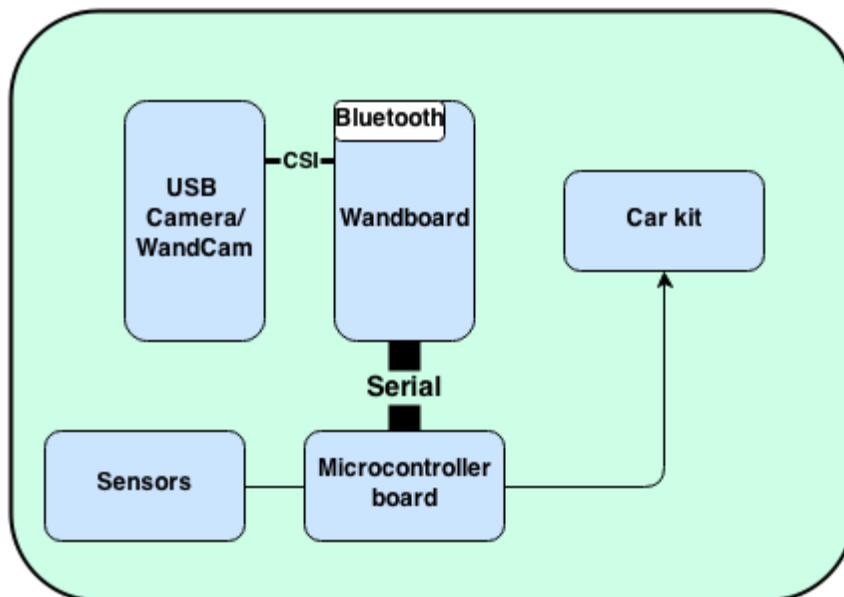 Bluetooth
CSI
USB
Camera/
WandCam
Wandboard
Car kit
Serial
Sensors
Microcontroller
board